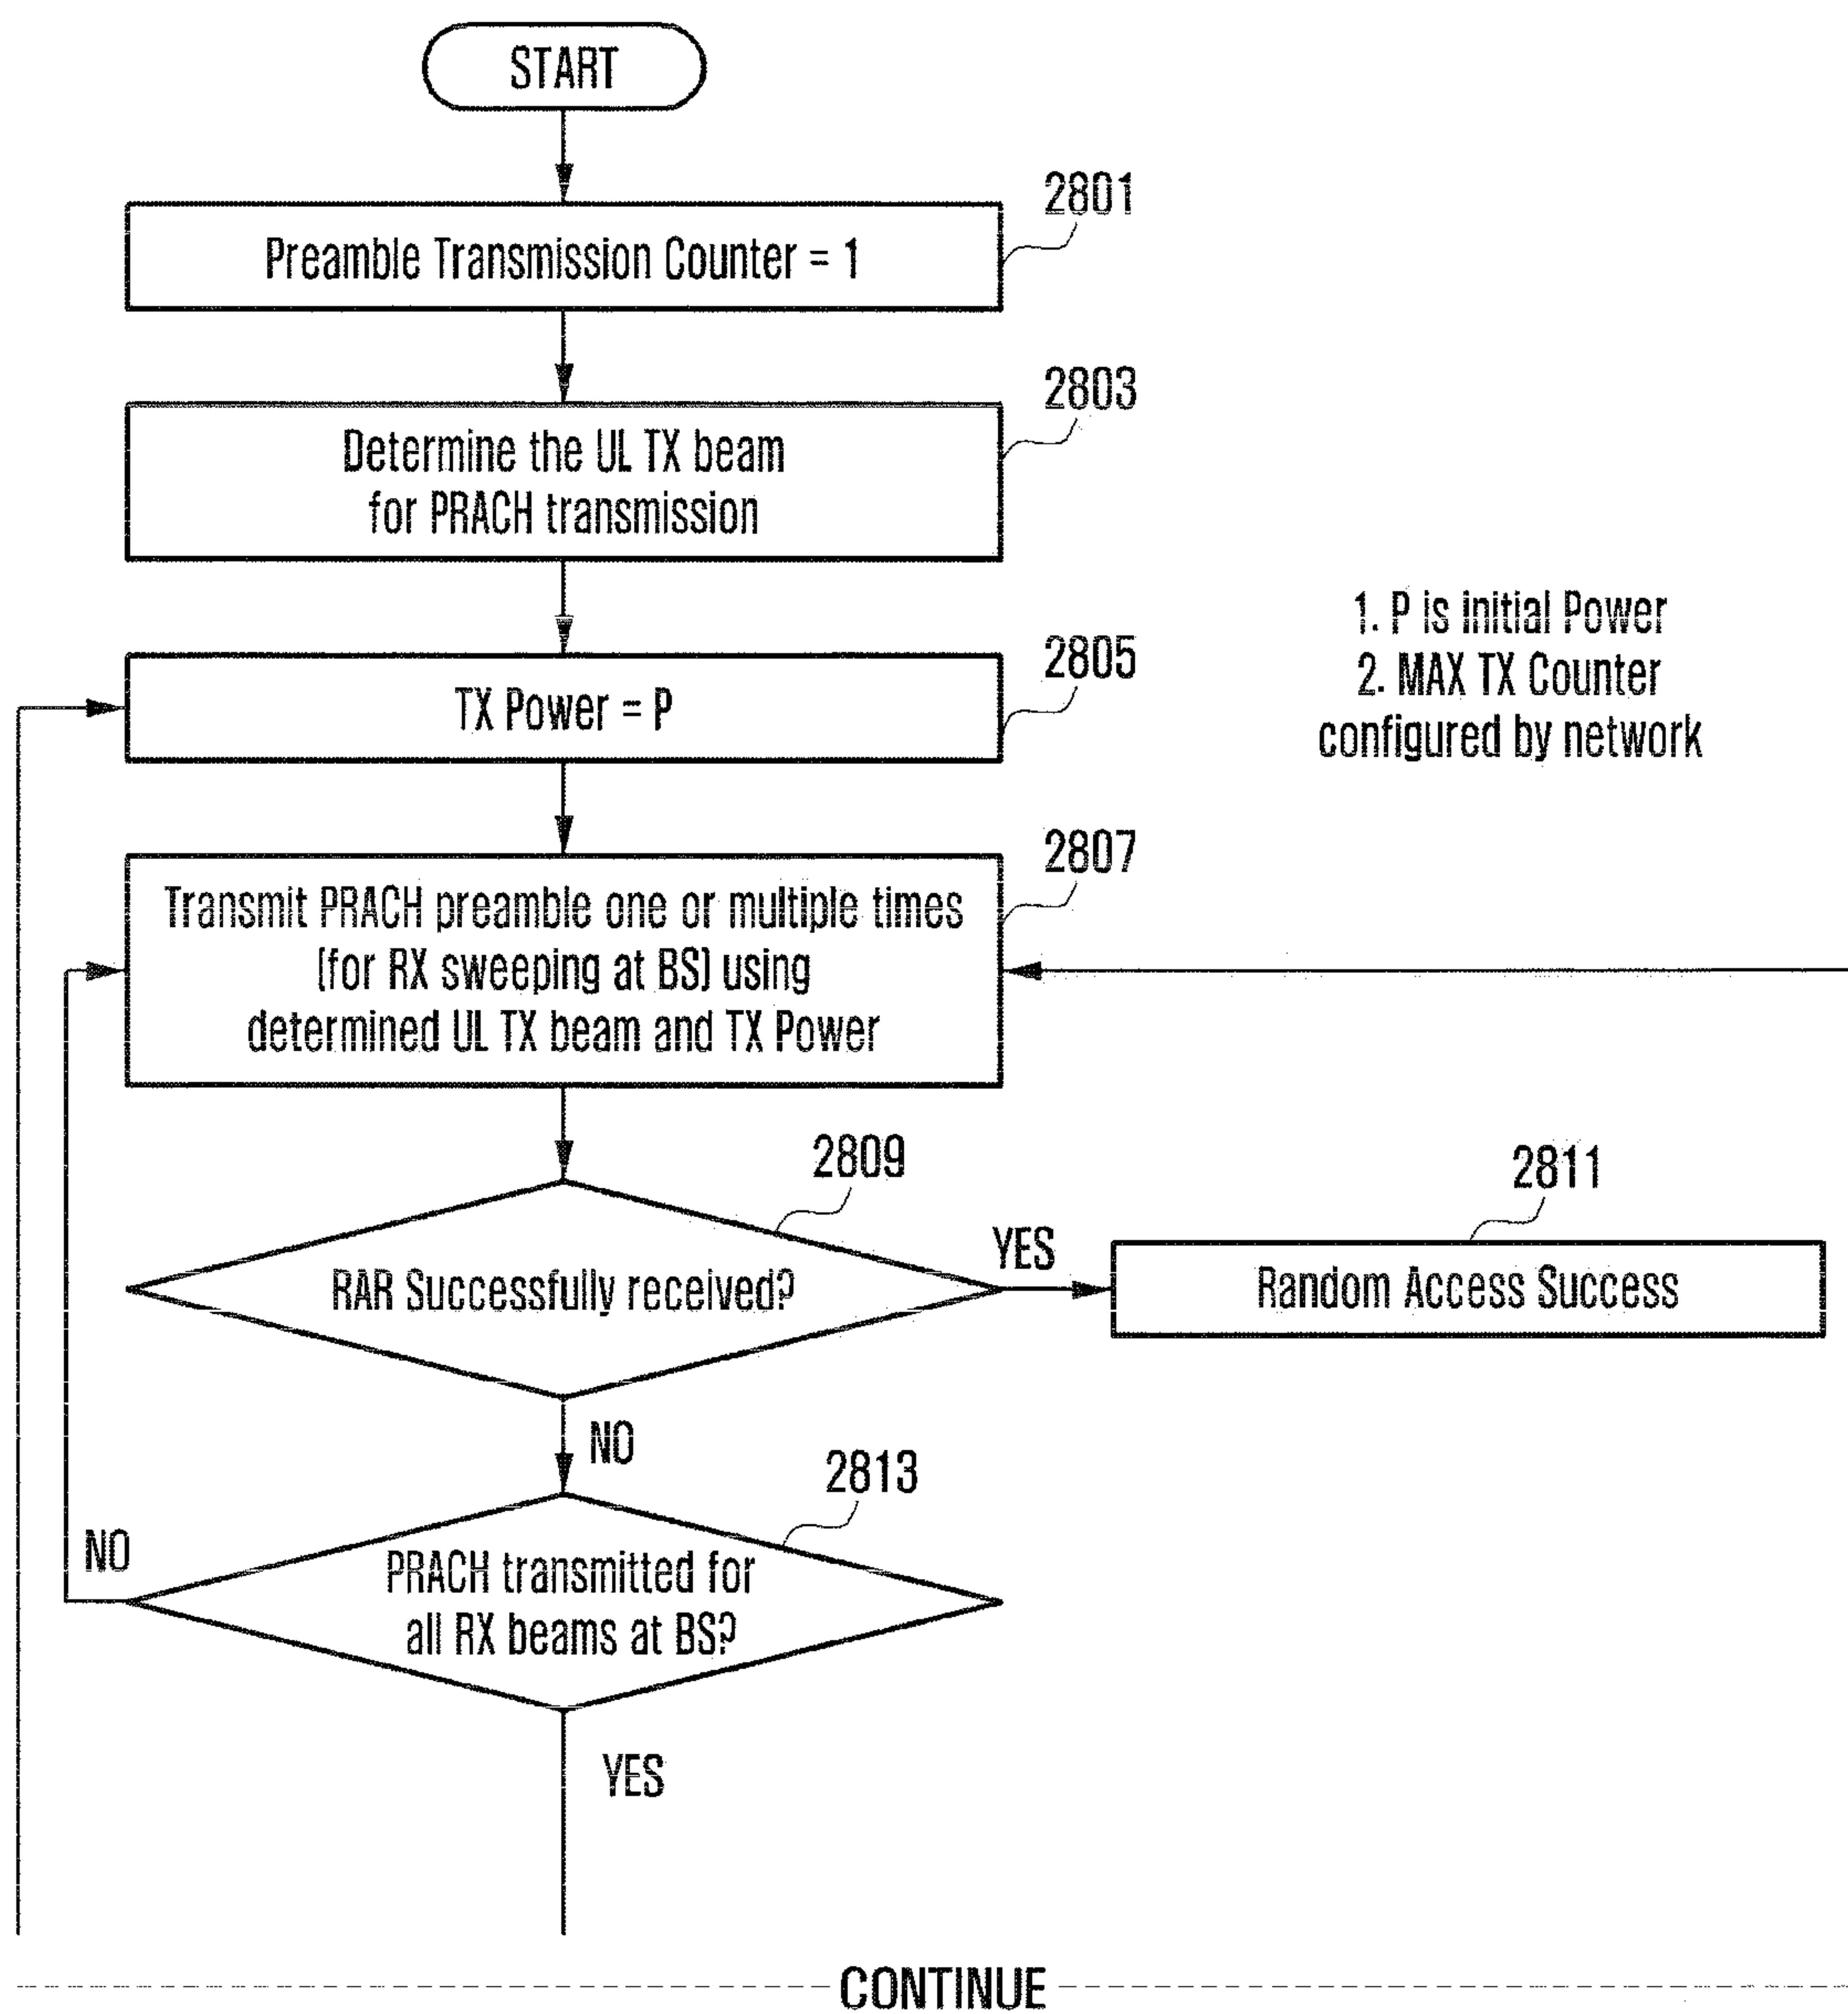 START
2801
Preamble Transmission Counter = 1
2803
Determine the UL TX beam
for PRACH transmission
2805
TX Power = P
1. P is initial Power
2. MAX TX Counter
configured by network
2807
Transmit PRACH preamble one or multiple times
(for RX sweeping at BS) using
determined UL TX beam and TX Power
2809
RAR Successfully received?
YES
2811
Random Access Success
NO
2813
PRACH transmitted for
all RX beams at BS?
NO
YES
CONTINUE